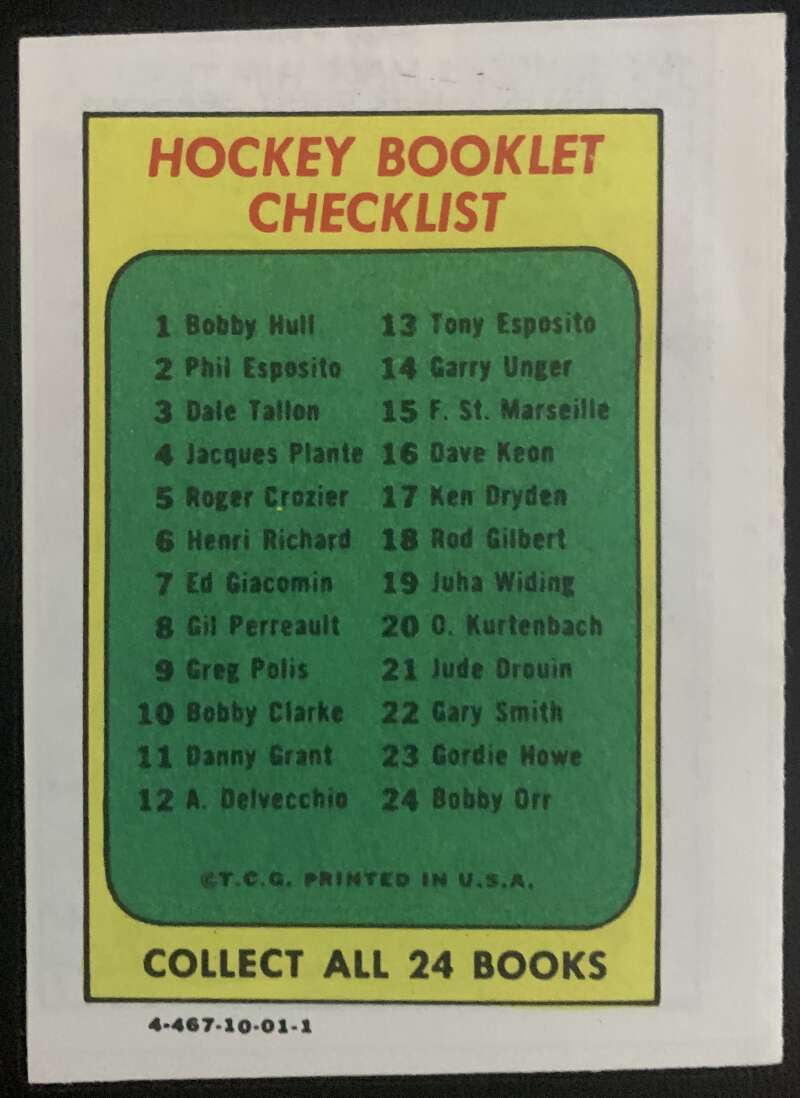 HOCKEY BOOKLET
CHECKLIST
1 Bobby Hull
2 Phil Esposito
3 Dale Tallon
4 Jacques Plante
5 Roger Crozier
6 Henri Richard
7 Ed Giacomin
8 Gil Perreault
9 Greg Polis
10 Bobby Clarke
11 Danny Grant
12 A. Delvecchio
13 Tony Esposito
14 Garry Unger
15 F. St. Marseille
16 Dave Keon
17 Ken Dryden
18 Rod Gilbert
19 Juha Widing
20 O. Kurtenbach
21 Jude Drouin
22 Gary Smith
23 Gordie Howe
24 Bobby Orr
©T.C.G. PRINTED IN U.S.A.
COLLECT ALL 24 BOOKS
4-467-10-01-1